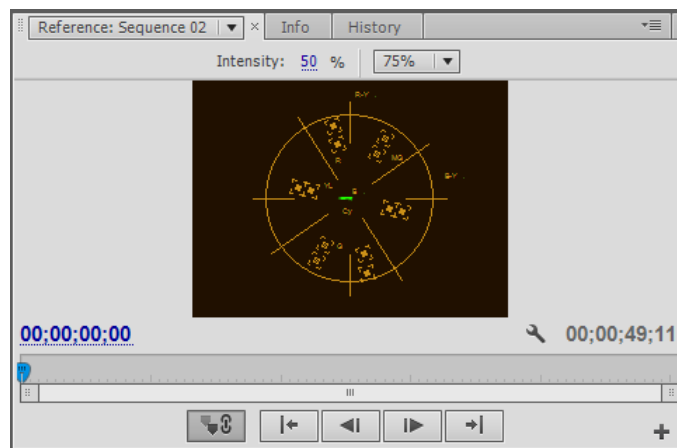 Reference: Sequence 02 Info History
Intensity: 50 % 75%
R-Y
R MG
B-Y
YL B
CY
G
00;00;00;00 00;00;49;11